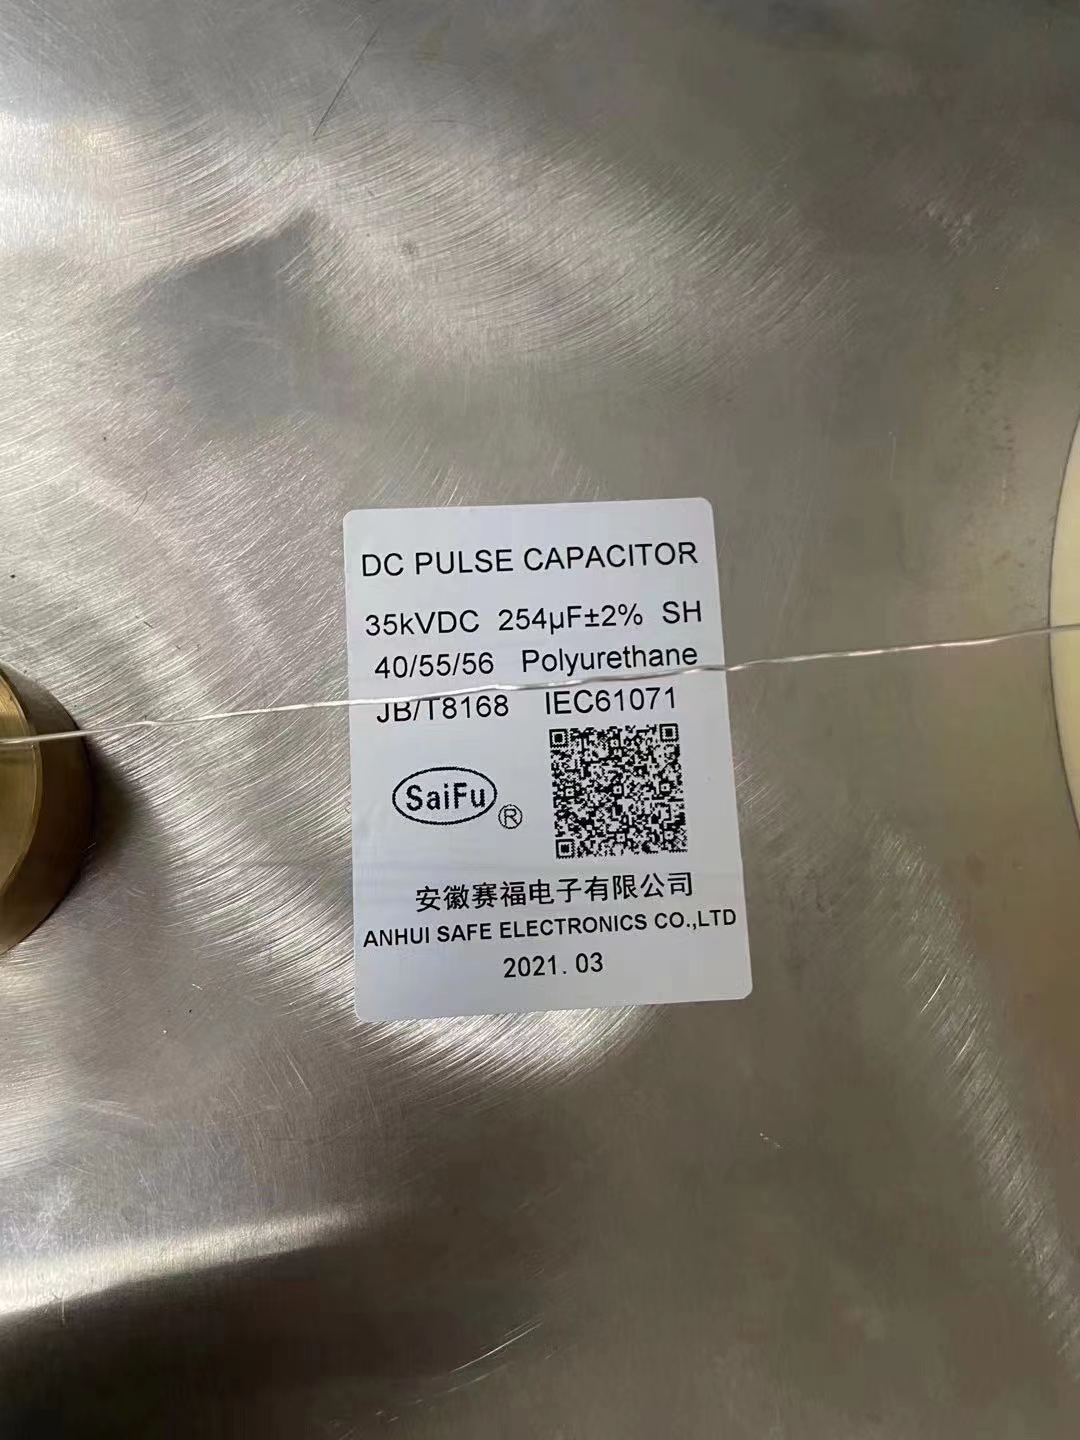 DC PULSE CAPACITOR
35kVDC 254μF±2% SH
40/55/56 Polyurethane
JB/T8168 IEC61071
SaiFu ®
安徽赛福电子有限公司
ANHUI SAFE ELECTRONICS CO.,LTD
2021.03